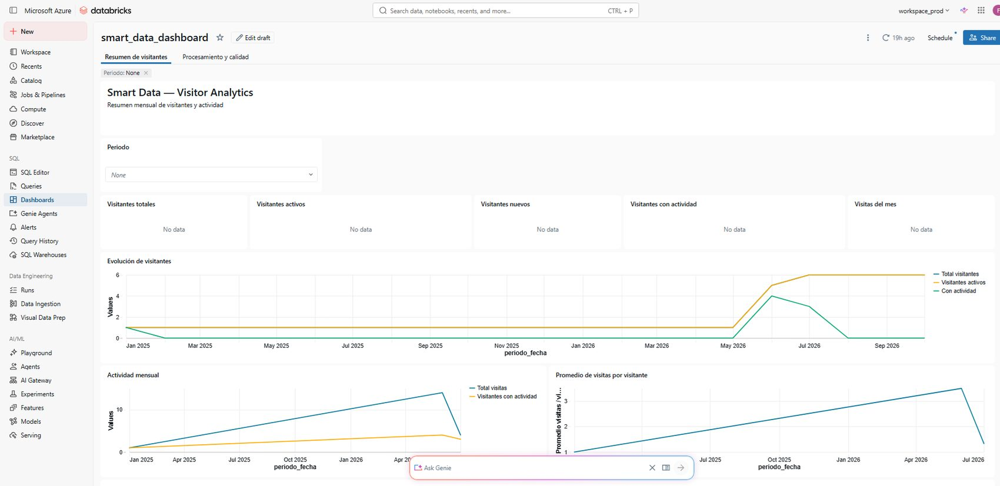 Microsoft Azure databricks
Search data, notebooks, recents, and more... CTRL + P
workspace_prod
F
New
Workspace
Recents
Catalog
Jobs & Pipelines
Compute
Discover
Marketplace
SQL
SQL Editor
Queries
Dashboards
Genie Agents
Alerts
Query History
SQL Warehouses
Data Engineering
Runs
Data Ingestion
Visual Data Prep
AI/ML
Playground
Agents
AI Gateway
Experiments
Features
Models
Serving
smart_data_dashboard Edit draft
19h ago Schedule Share
Resumen de visitantes Procesamiento y calidad
Periodo: None
Smart Data — Visitor Analytics
Resumen mensual de visitantes y actividad
Periodo
None
Visitantes totales
No data
Visitantes activos
No data
Visitantes nuevos
No data
Visitantes con actividad
No data
Visitas del mes
No data
Evolución de visitantes
Values
6
4
2
0
Jan 2025 Mar 2025 May 2025 Jul 2025 Sep 2025 Nov 2025 Jan 2026 Mar 2026 May 2026 Jul 2026 Sep 2026
periodo_fecha
Total visitantes
Visitantes activos
Con actividad
Actividad mensual
Values
10
0
Jan 2025 Apr 2025 Jul 2025 Oct 2025 Jan 2026 Apr 2
periodo_fecha
Total visitas
Visitantes con actividad
Promedio de visitas por visitante
Promedio visitas / vi...
3
2
1
Jul 2025 Oct 2025 Jan 2026 Apr 2026 Jul 2026
periodo_fecha
Ask Genie